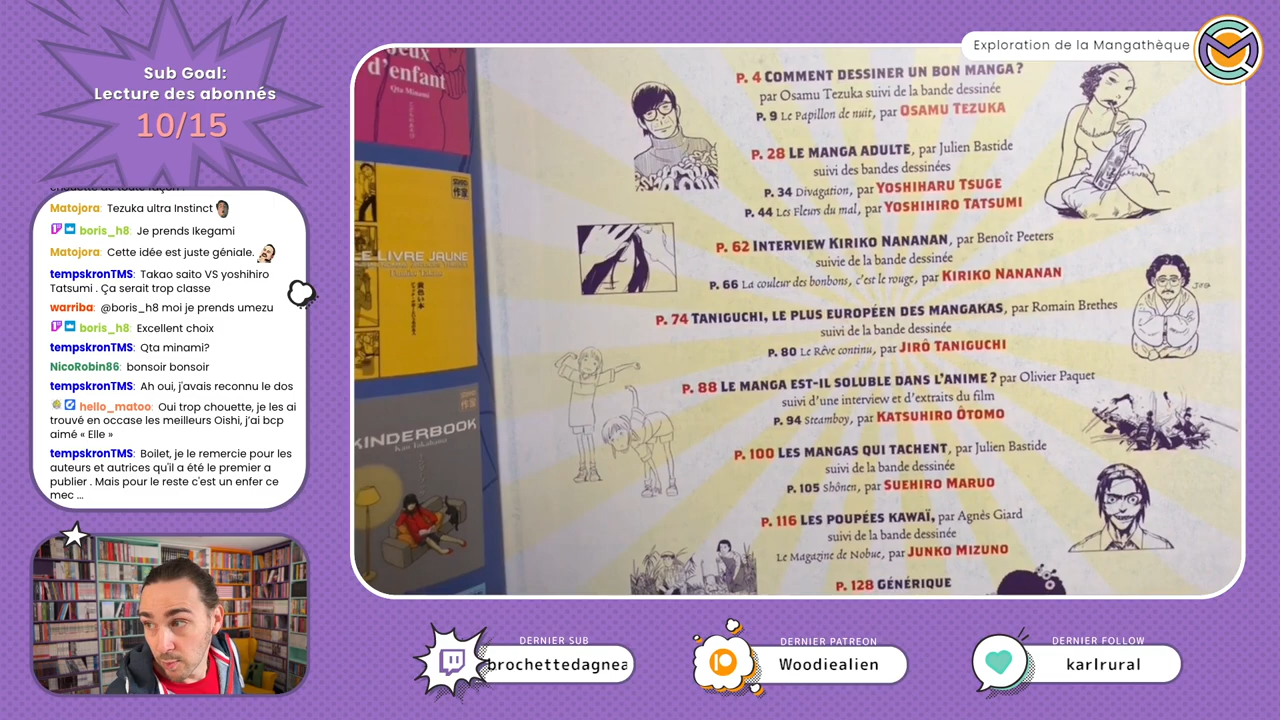 Sub Goal:
Lecture des abonnés
10/15
Matojora: Tezuka ultra Instinct
boris_h8: Je prends Ikegami
Matojora: Cette idée est juste géniale.
tempskronTMS: Takao saito VS yoshihiro
Tatsumi . Ça serait trop classe
warriba: @boris_h8 moi je prends umezu
boris_h8: Excellent choix
tempskronTMS: Qta minami?
NicoRobin86: bonsoir bonsoir
tempskronTMS: Ah oui, j'avais reconnu le dos
hello_matoo: Oui trop chouette, je les ai
trouvé en occase les meilleurs Oishi, j'ai bcp
aimé « Elle »
tempskronTMS: Boilet, je le remercie pour les
auteurs et autrices qu'il a été le premier a
publier . Mais pour le reste c'est un enfer ce
mec ...
Exploration de la Mangathèque
Jeux
d'enfant
Qta Minami
LE LIVRE JAUNE
KINDERBOOK
P. 4 COMMENT DESSINER UN BON MANGA?
par Osamu Tezuka suivi de la bande dessinée
P. 9 Le Papillon de nuit, par OSAMU TEZUKA
P. 28 LE MANGA ADULTE, par Julien Bastide
suivi des bandes dessinées
P. 34 Divagation, par YOSHIHARU TSUGE
P. 44 Les Fleurs du mal, par YOSHIHIRO TATSUMI
P. 62 INTERVIEW KIRIKO NANANAN, par Benoît Peeters
suivie de la bande dessinée
P. 66 La couleur des bonbons, c'est le rouge, par KIRIKO NANANAN
P. 74 TANIGUCHI, LE PLUS EUROPÉEN DES MANGAKAS, par Romain Brethes
suivi de la bande dessinée
P. 80 Le Rêve continu, par JIRÔ TANIGUCHI
P. 88 LE MANGA EST-IL SOLUBLE DANS L'ANIME? par Olivier Paquet
suivi d'une interview et d'extraits du film
P. 94 Steamboy, par KATSUHIRO ÔTOMO
P. 100 LES MANGAS QUI TACHENT, par Julien Bastide
suivi de la bande dessinée
P. 105 Shônen, par SUEHIRO MARUO
P. 116 LES POUPÉES KAWAÏ, par Agnès Giard
suivi de la bande dessinée
Le Magazine de Nobue, par JUNKO MIZUNO
P. 128 GÉNÉRIQUE
DERNIER SUB
brochettedagnea
DERNIER PATREON
Woodiealien
DERNIER FOLLOW
karlrural